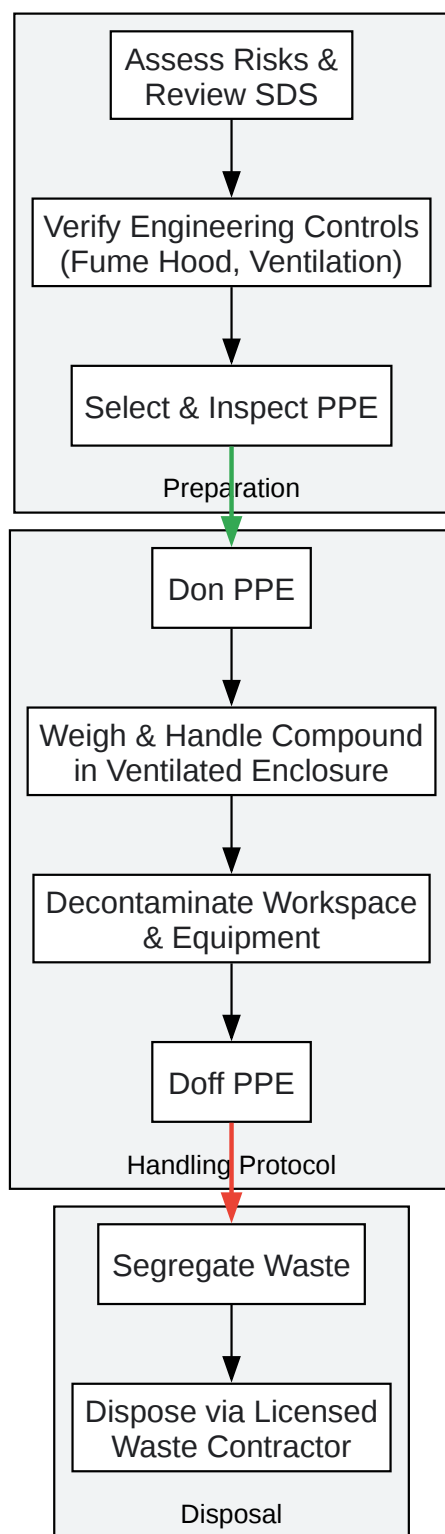 Assess Risks &
Review SDS
Verify Engineering Controls
(Fume Hood, Ventilation)
Select & Inspect PPE
Preparation
Don PPE
Weigh & Handle Compound
in Ventilated Enclosure
Decontaminate Workspace
& Equipment
Doff PPE
Handling Protocol
Segregate Waste
Dispose via Licensed
Waste Contractor
Disposal